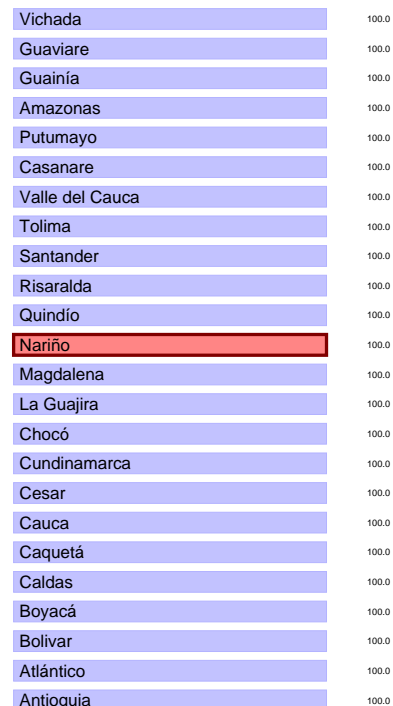 Vichada 100.0
Guaviare 100.0
Guainía 100.0
Amazonas 100.0
Putumayo 100.0
Casanare 100.0
Valle del Cauca 100.0
Tolima 100.0
Santander 100.0
Risaralda 100.0
Quindío 100.0
Nariño 100.0
Magdalena 100.0
La Guajira 100.0
Chocó 100.0
Cundinamarca 100.0
Cesar 100.0
Cauca 100.0
Caquetá 100.0
Caldas 100.0
Boyacá 100.0
Bolivar 100.0
Atlántico 100.0
Antioquia 100.0